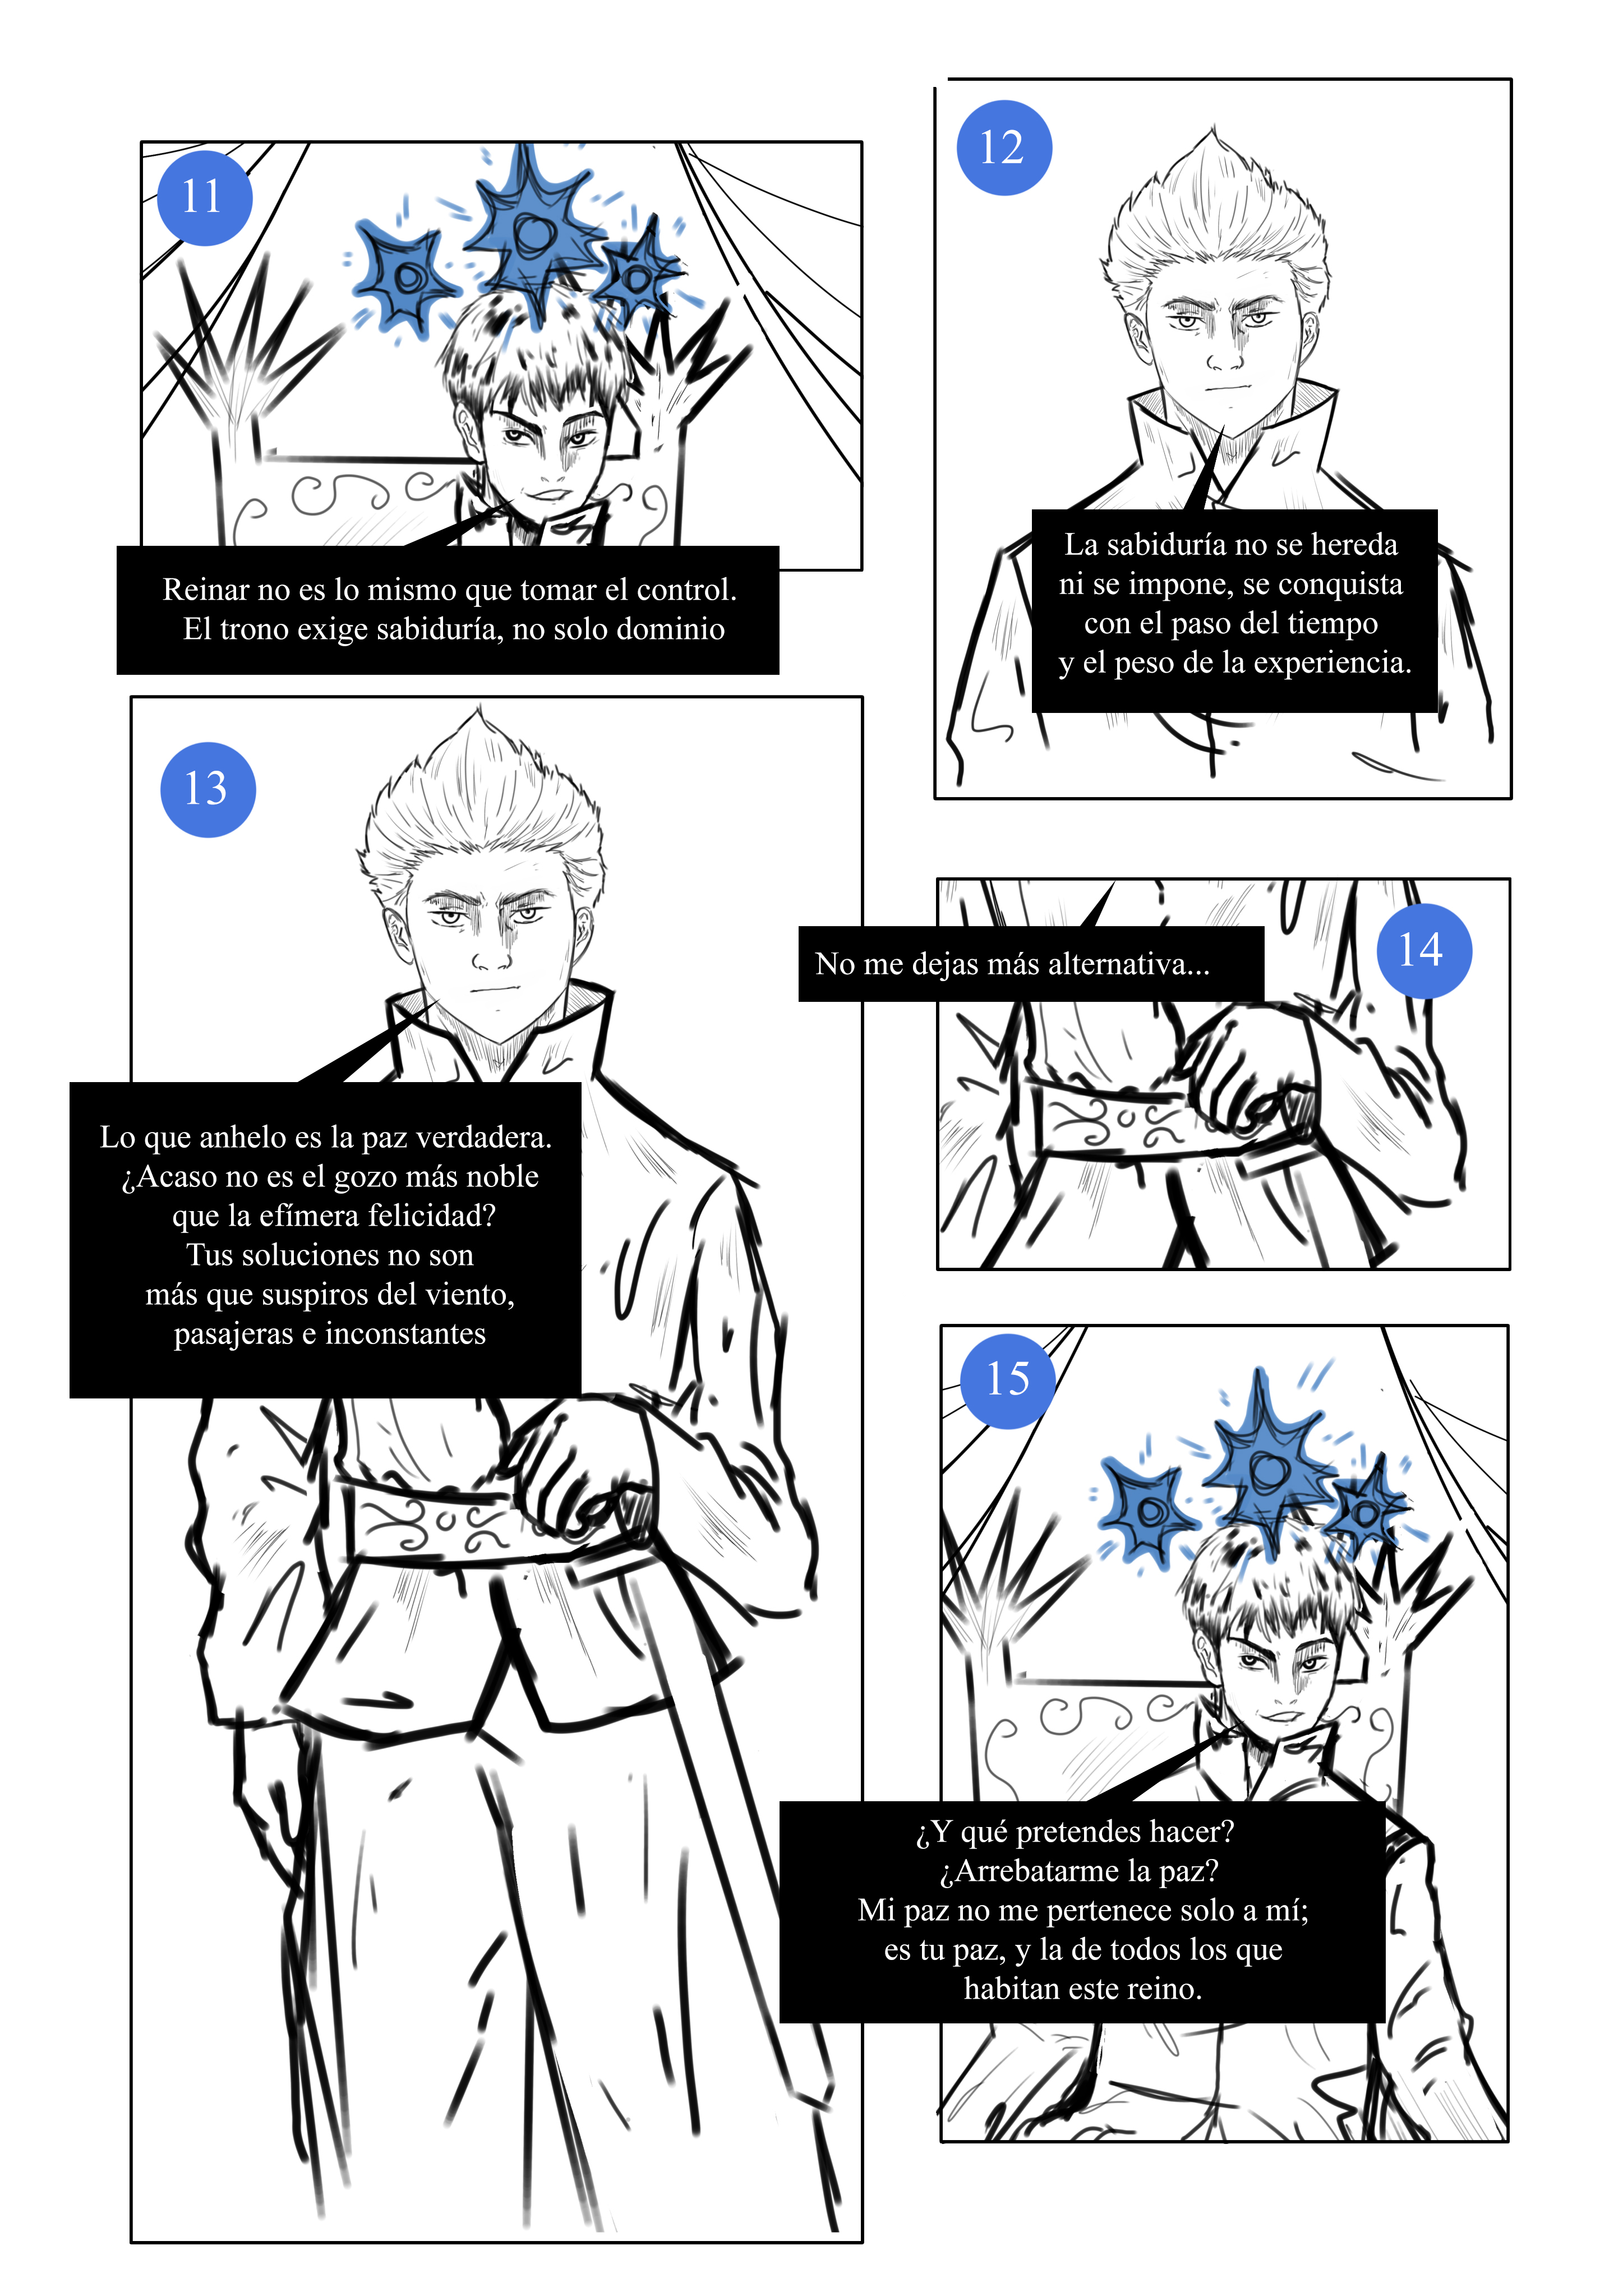 11
Reinar no es lo mismo que tomar el control.
El trono exige sabiduría, no solo dominio
12
La sabiduría no se hereda
ni se impone, se conquista
con el paso del tiempo
y el peso de la experiencia.
13
Lo que anhelo es la paz verdadera.
¿Acaso no es el gozo más noble
que la efímera felicidad?
Tus soluciones no son
más que suspiros del viento,
pasajeras e inconstantes
14
No me dejas más alternativa...
15
¿Y qué pretendes hacer?
¿Arrebatarme la paz?
Mi paz no me pertenece solo a mí;
es tu paz, y la de todos los que
habitan este reino.